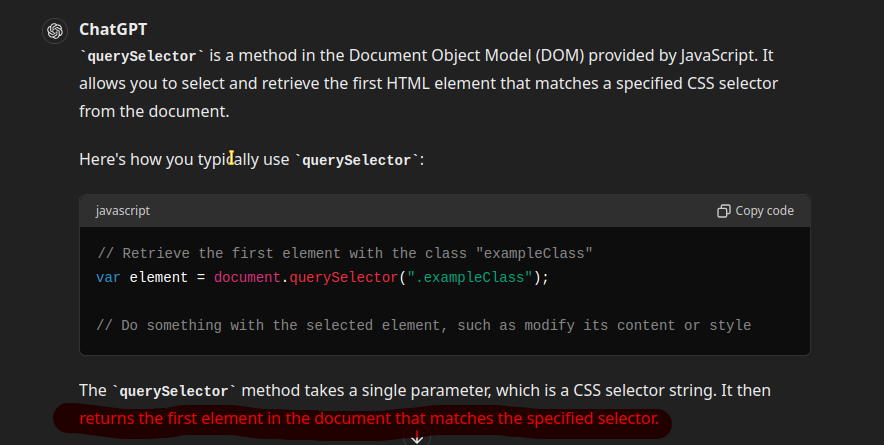 ChatGPT
`querySelector` is a method in the Document Object Model (DOM) provided by JavaScript. It
allows you to select and retrieve the first HTML element that matches a specified CSS selector
from the document.
Here's how you typically use `querySelector`:
javascript
Copy code
// Retrieve the first element with the class "exampleClass"
var element = document.querySelector(".exampleClass");
// Do something with the selected element, such as modify its content or style
The `querySelector` method takes a single parameter, which is a CSS selector string. It then
returns the first element in the document that matches the specified selector.